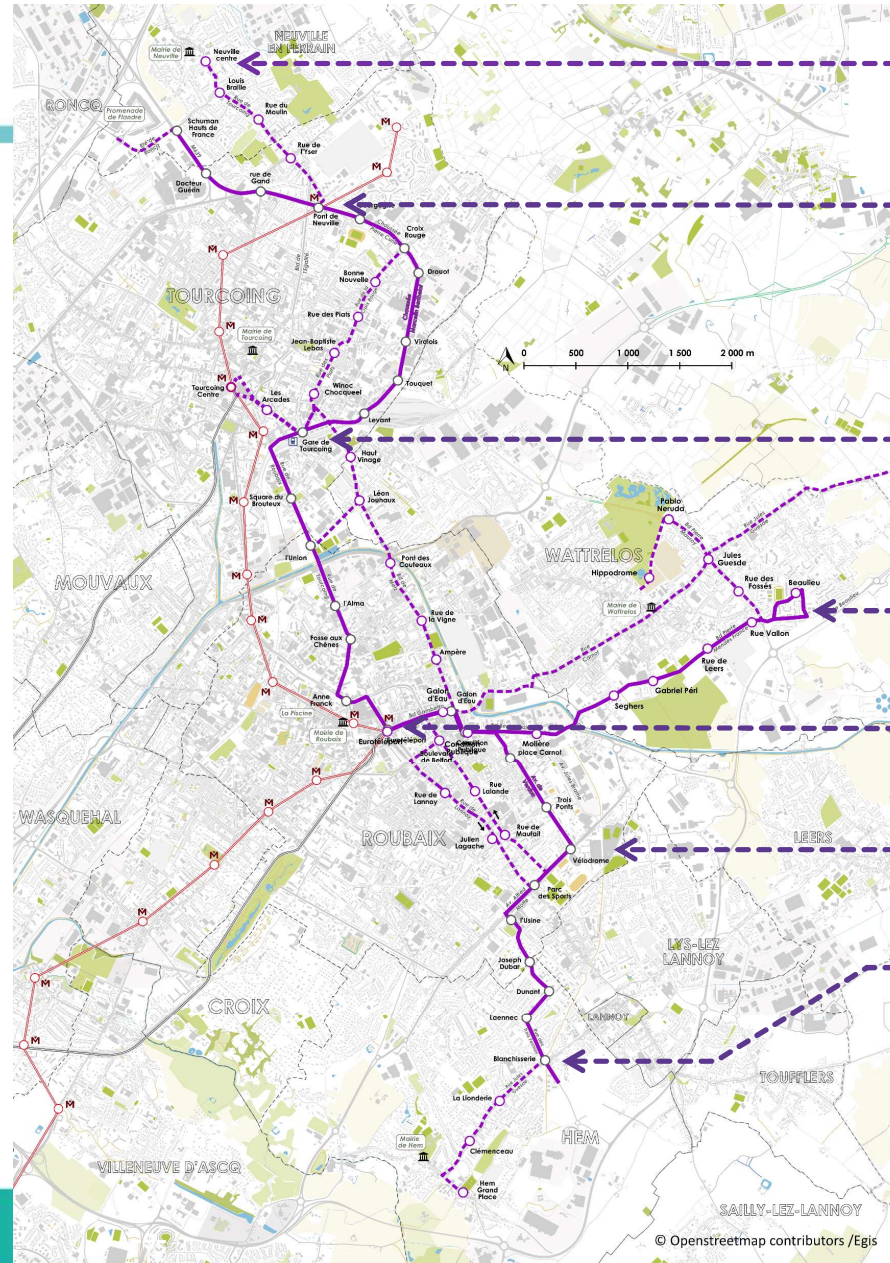 NEUVILLE
EN FERRAIN
Mairie de
Neuville
Neuville
centre
Louis
Braille
RONCQ
Promenade
de Flandre
Rue du
Moulin
Schuman
Hauts de
France
Rue de
l'Yser
Docteur
Guérin
rue de
Gand
M
Pont de
Neuville
Croix
Rouge
M
Bonne
Nouvelle
Drouot
TOURCOING
Rue des Piats
Mairie de
Tourcoing
Jean-Baptiste
Lebas
Virolois
N
0
500
1 000
1 500
2 000 m
Tourcoing
Centre
M
Les
Arcades
Winoc
Chocqueel
Touquet
Levant
M
Gare de
Tourcoing
Haut
Vinage
Square du
Brouteux
Léon
Jouhaux
Pablo
Neruda
WATTRELOS
l'Union
Pont des
Couteaux
Hippodrome
Jules
Guesde
MOUVAUX
Rue des
Fossés
Beaulieu
Mairie de
Wattrelos
l'Alma
Rue de
la Vigne
Rue Vallon
Fosse aux
Chênes
Ampère
Rue de
Leers
Gabriel Péri
Anne
Franck
Galon
d'Eau
Galon
d'Eau
Seghers
La Piscine
Mairie de
Roubaix
M
Eurotéléport
Boulevard
de Belfort
Molière
place Carnot
Rue de
Lannoy
Rue
Lalande
Trois
Ponts
WASQUEHAL
ROUBAIX
Julien
Lagache
Rue de
Maufait
Vélodrome
LEERS
Parc
des Sports
l'Usine
LYS-LEZ
LANNOY
Joseph
Dubar
CROIX
Dunant
Laennec
LANNOY
Blanchisserie
TOUFFLERS
La Lionderie
HEM
Mairie
de Hem
Clémenceau
VILLENEUVE D'ASCQ
Hem
Grand
Place
SAILLY-LEZ-LANNOY
© Openstreetmap contributors /Egis